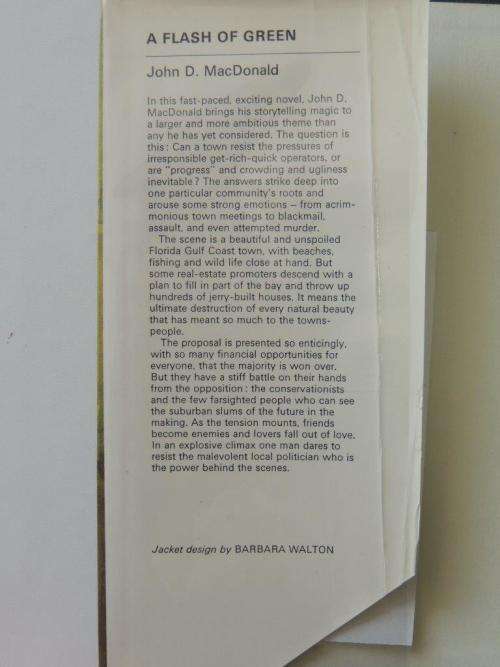 A FLASH OF GREEN
John D. MacDonald
In this fast-paced, exciting novel, John D.
MacDonald brings his storytelling magic to
a larger and more ambitious theme than
any he has yet considered. The question is
this: Can a town resist the pressures of
irresponsible get-rich-quick operators, or
are "progress" and crowding and ugliness
inevitable? The answers strike deep into
one particular community's roots and
arouse some strong emotions – from acrim-
monious town meetings to blackmail,
assault, and even attempted murder.
The scene is a beautiful and unspoiled
Florida Gulf Coast town, with beaches,
fishing and wild life close at hand. But
some real-estate promoters descend with a
plan to fill in part of the bay and throw up
hundreds of jerry-built houses. It means the
ultimate destruction of every natural beauty
that has meant so much to the towns-
people.
The proposal is presented so enticingly,
with so many financial opportunities for
everyone, that the majority is won over.
But they have a stiff battle on their hands
from the opposition: the conservationists
and the few farsighted people who can see
the suburban slums of the future in the
making. As the tension mounts, friends
become enemies and lovers fall out of love.
In an explosive climax one man dares to
resist the malevolent local politician who is
the power behind the scenes.
Jacket design by BARBARA WALTON